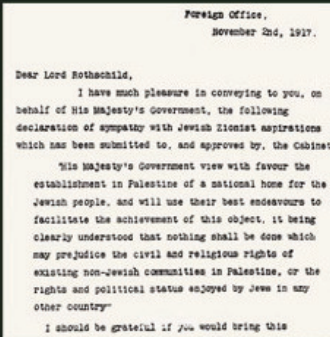 Foreign Office,
November 2nd, 1917.
Dear Lord Rothschild,
I have much pleasure in conveying to you, on
behalf of His Majesty's Government, the following
declaration of sympathy with Jewish Zionist aspirations
which has been submitted to, and approved by, the Cabinet
"His Majesty's Government view with favour the
establishment in Palestine of a national home for the
Jewish people, and will use their best endeavours to
facilitate the achievement of this object, it being
clearly understood that nothing shall be done which
may prejudice the civil and religious rights of
existing non-Jewish communities in Palestine, or the
rights and political status enjoyed by Jews in any
other country"
I should be grateful if you would bring this